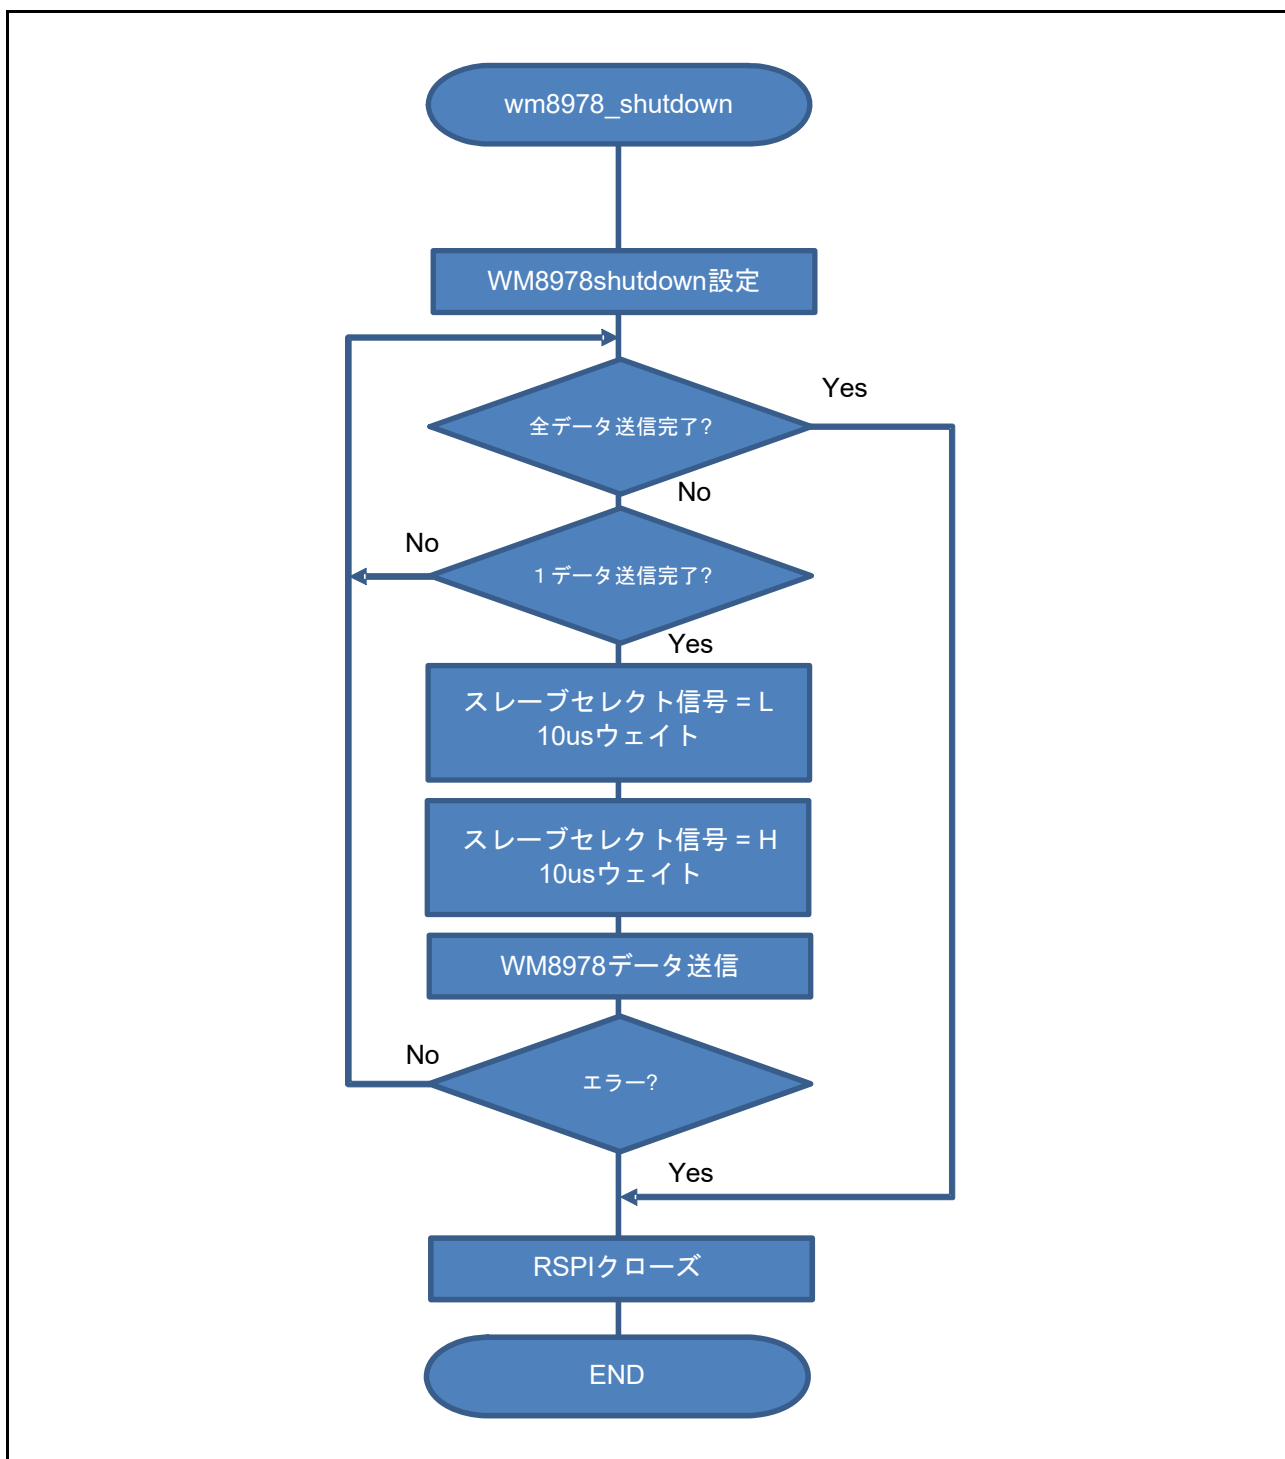 wm8978_shutdown
WM8978shutdown設定
全データ送信完了?
Yes
No
１データ送信完了?
No
Yes
スレーブセレクト信号 = L
10usウェイト
スレーブセレクト信号 = H
10usウェイト
WM8978データ送信
エラー?
No
Yes
RSPIクローズ
END